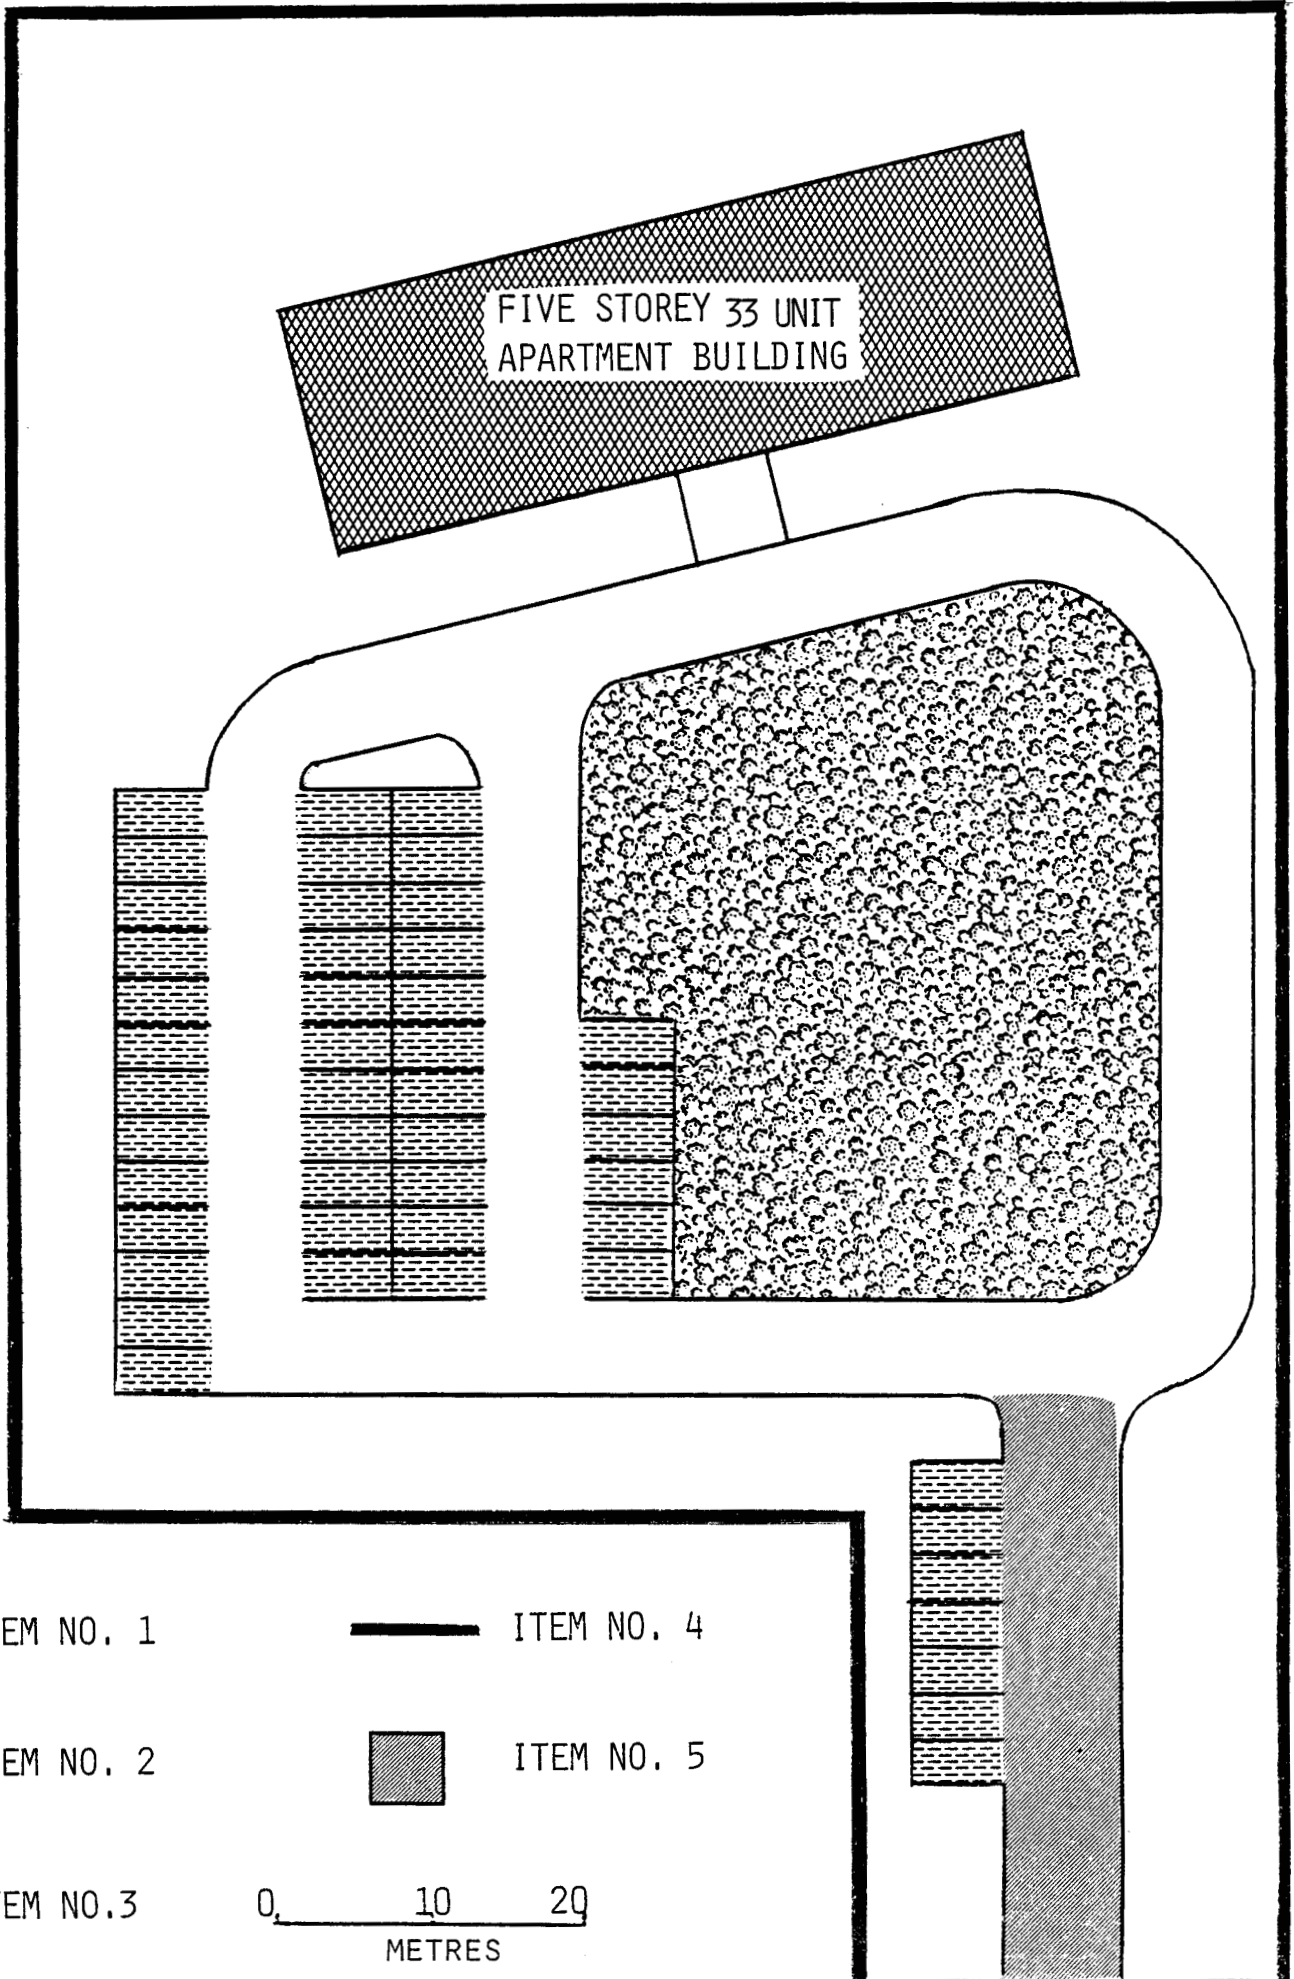 FIVE STOREY 33 UNIT
APARTMENT BUILDING
EM NO. 1
ITEM NO. 4
EM NO. 2
ITEM NO. 5
EM NO.3
0 10 20
METRES